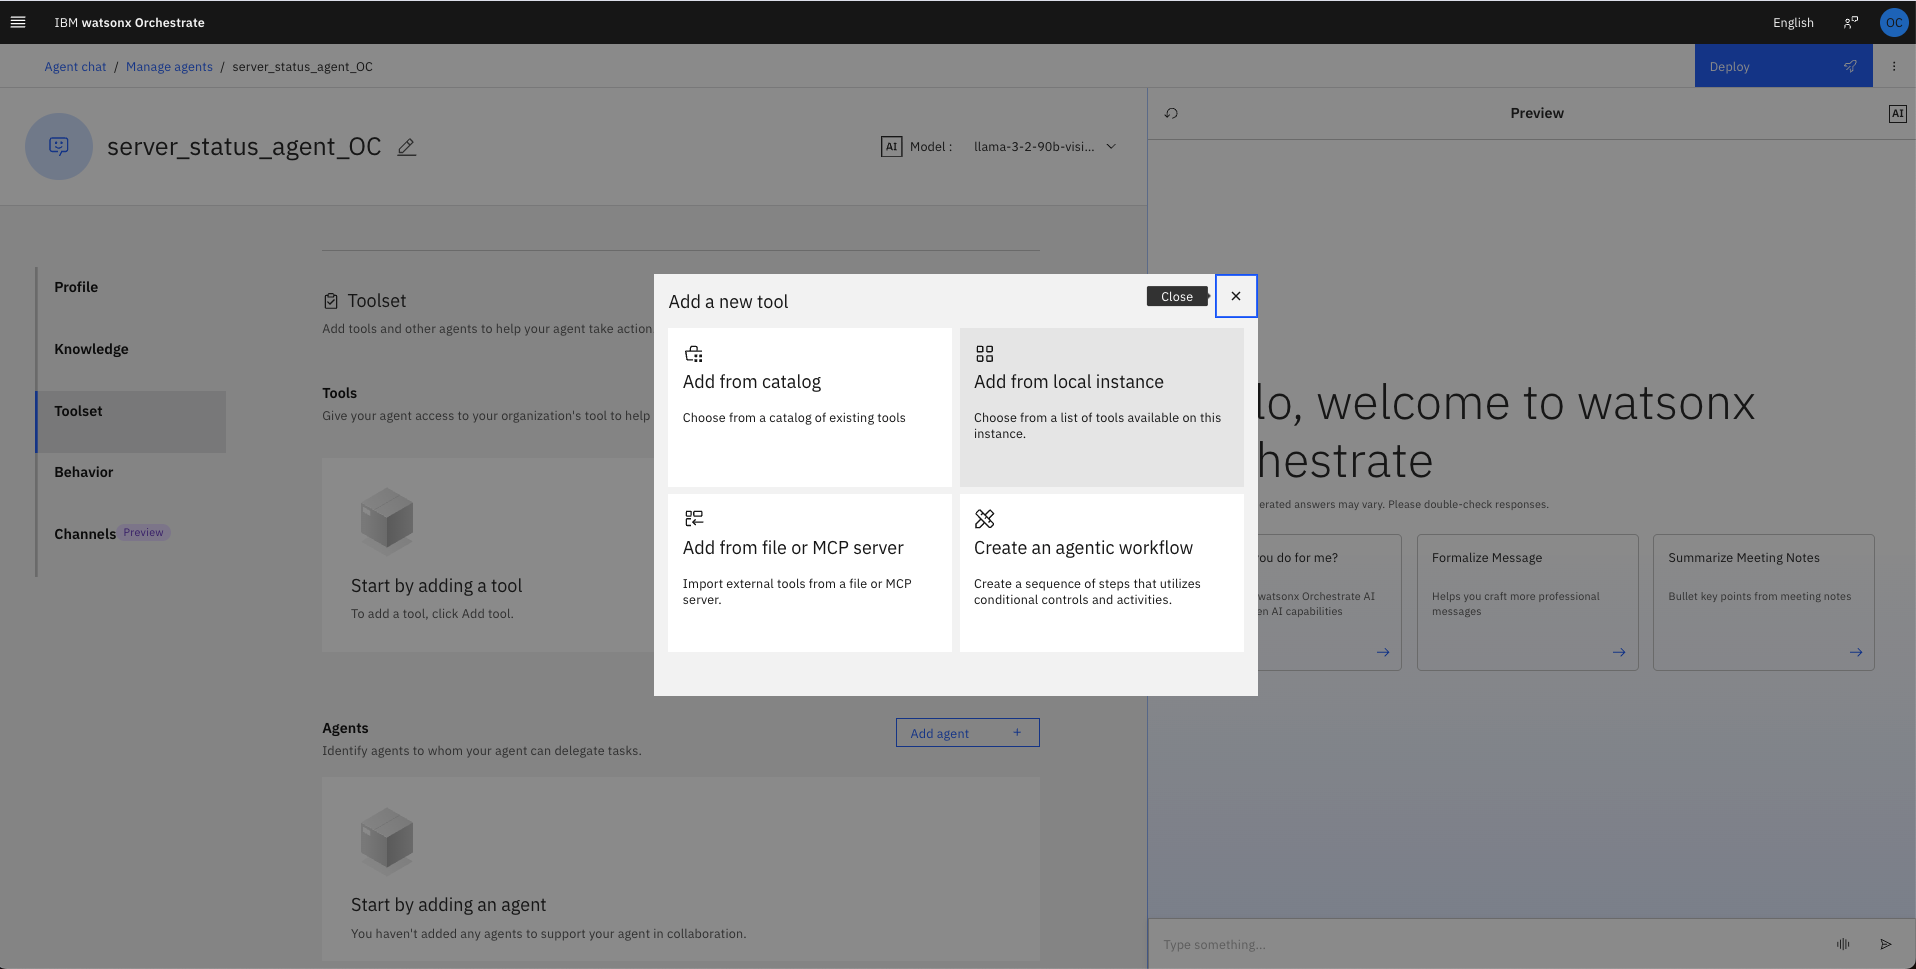 IBM watsonx Orchestrate
English
OC
Agent chat / Manage agents / server_status_agent_OC
Deploy
server_status_agent_OC
AI Model : llama-3-2-90b-visi...
Preview
AI
Profile
Knowledge
Toolset
Behavior
Channels Preview
Toolset
Add tools and other agents to help your agent take action
Tools
Give your agent access to your organization's tool to help
Start by adding a tool
To add a tool, click Add tool.
Agents
Identify agents to whom your agent can delegate tasks.
Add agent +
Start by adding an agent
You haven't added any agents to support your agent in collaboration.
Add a new tool
Close
Add from catalog
Choose from a catalog of existing tools
Add from local instance
Choose from a list of tools available on this
instance.
Add from file or MCP server
Import external tools from a file or MCP
server.
Create an agentic workflow
Create a sequence of steps that utilizes
conditional controls and activities.
lo, welcome to watsonx
hestrate
erated answers may vary. Please double-check responses.
you do for me?
watsonx Orchestrate AI
en AI capabilities
Formalize Message
Helps you craft more professional
messages
Summarize Meeting Notes
Bullet key points from meeting notes
Type something...